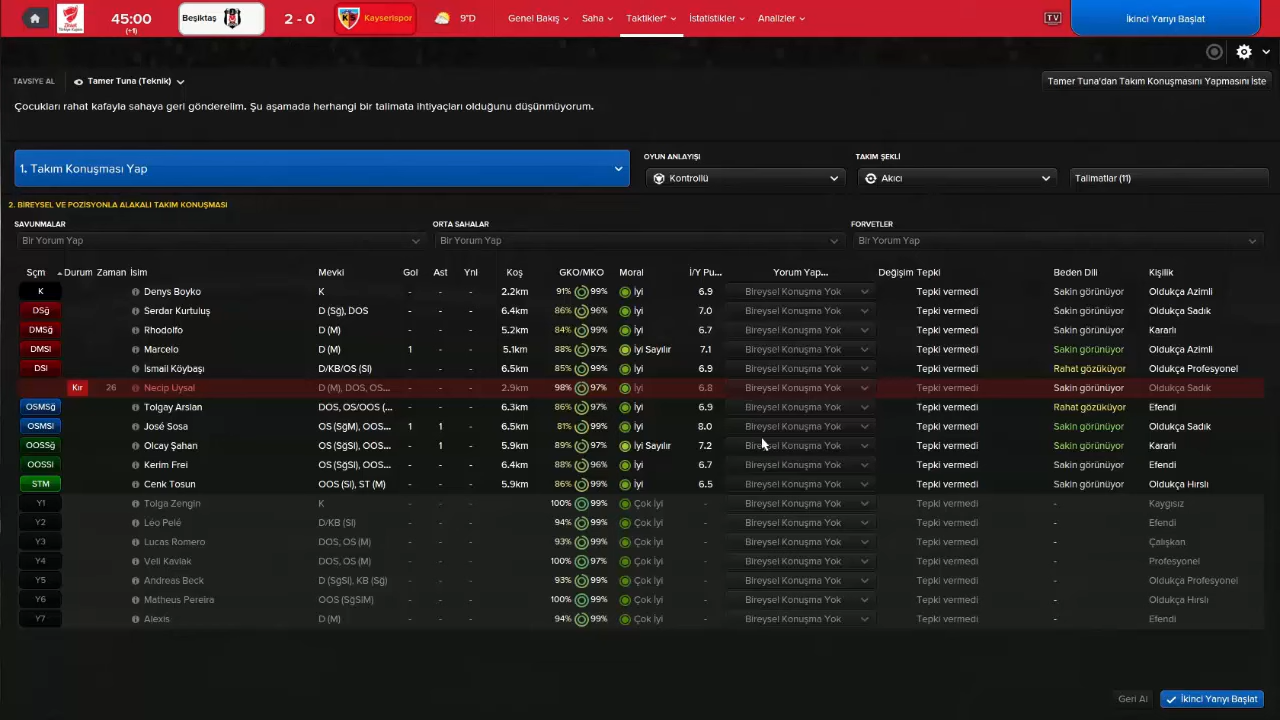 45:00
(+1)
Beşiktaş
2 - 0
Kayserispor
9°D
Genel Bakış
Saha
Taktikler*
İstatistikler
Analizler
TV
İkinci Yarıyı Başlat
TAVSİYE AL
Tamer Tuna (Teknik)
Tamer Tuna'dan Takım Konuşmasını Yapmasını İste
Çocukları rahat kafayla sahaya geri gönderelim. Şu aşamada herhangi bir talimata ihtiyaçları olduğunu düşünmüyorum.
1. Takım Konuşması Yap
OYUN ANLAYIŞI
Kontrollü
TAKIM ŞEKLİ
Akıcı
Talimatlar (11)
2. BİREYSEL VE POZİSYONLA ALAKALI TAKIM KONUŞMASI
SAVUNMALAR
ORTA SAHALAR
FORVETLER
Bir Yorum Yap
Bir Yorum Yap
Bir Yorum Yap
Sçm Durum Zaman İsim Mevki Gol Ast Ynl Koş GKO/MKO Moral İ/Y Pu... Yorum Yap... Değişim Tepki Beden Dili Kişilik
K Denys Boyko K - - - 2.2km 91% 99% İyi 6.9 Bireysel Konuşma Yok Tepki vermedi Sakin görünüyor Oldukça Azimli
DSğ Serdar Kurtuluş D (Sğ), DOS - - - 6.4km 86% 96% İyi 7.0 Bireysel Konuşma Yok Tepki vermedi Sakin görünüyor Oldukça Sadık
DMSğ Rhodolfo D (M) - - - 5.2km 84% 99% İyi 6.7 Bireysel Konuşma Yok Tepki vermedi Sakin görünüyor Kararlı
DMSl Marcelo D (M) 1 - - 5.1km 88% 97% İyi Sayılır 7.1 Bireysel Konuşma Yok Tepki vermedi Sakin görünüyor Oldukça Azimli
DSl İsmail Köybaşı D/KB/OS (Sl) - - - 6.5km 85% 99% İyi 6.9 Bireysel Konuşma Yok Tepki vermedi Rahat gözüküyor Oldukça Profesyonel
Kır 26 Necip Uysal D (M), DOS, OS... - - - 2.9km 98% 97% İyi 6.8 Bireysel Konuşma Yok Tepki vermedi Sakin görünüyor Oldukça Sadık
OSMSğ Tolgay Arslan DOS, OS/OOS (... - - - 6.3km 86% 97% İyi 6.9 Bireysel Konuşma Yok Tepki vermedi Rahat gözüküyor Efendi
OSMSl José Sosa OS (SğM), OOS... 1 1 - 6.5km 81% 99% İyi 8.0 Bireysel Konuşma Yok Tepki vermedi Sakin görünüyor Oldukça Sadık
OOSSğ Olcay Şahan OS (SğSl), OOS... - 1 - 5.9km 89% 97% İyi Sayılır 7.2 Bireysel Konuşma Yok Tepki vermedi Sakin görünüyor Kararlı
OOSSl Kerim Frei OS (SğSl), OOS... - - - 6.4km 88% 96% İyi 6.7 Bireysel Konuşma Yok Tepki vermedi Sakin görünüyor Efendi
STM Cenk Tosun OOS (Sl), ST (M) - - - 5.9km 86% 99% İyi 6.5 Bireysel Konuşma Yok Tepki vermedi Sakin görünüyor Oldukça Hırslı
Y1 Tolga Zengin K - - - 100% 99% Çok İyi - Bireysel Konuşma Yok Tepki vermedi - Kaygısız
Y2 Léo Pelé D/KB (Sl) - - - 94% 99% Çok İyi - Bireysel Konuşma Yok Tepki vermedi - Efendi
Y3 Lucas Romero DOS, OS (M) - - - 93% 99% Çok İyi - Bireysel Konuşma Yok Tepki vermedi - Çalışkan
Y4 Veli Kavlak DOS, OS (M) - - - 100% 97% Çok İyi - Bireysel Konuşma Yok Tepki vermedi - Profesyonel
Y5 Andreas Beck D (SğSl), KB (Sğ) - - - 93% 99% Çok İyi - Bireysel Konuşma Yok Tepki vermedi - Oldukça Profesyonel
Y6 Matheus Pereira OOS (SğSlM) - - - 100% 99% Çok İyi - Bireysel Konuşma Yok Tepki vermedi - Oldukça Hırslı
Y7 Alexis D (M) - - - 94% 99% Çok İyi - Bireysel Konuşma Yok Tepki vermedi - Efendi
Geri Al
İkinci Yarıyı Başlat